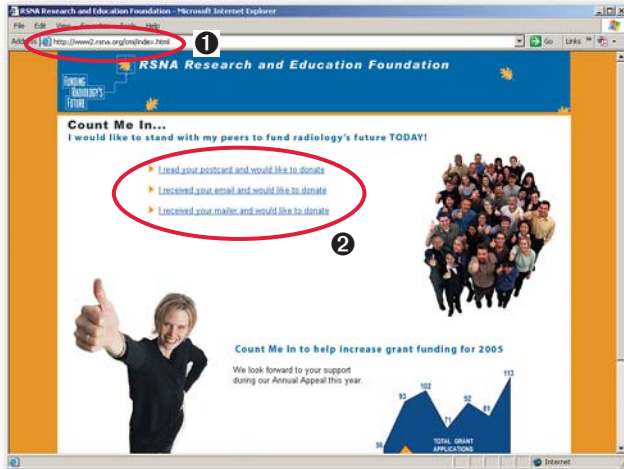 RSNA Research and Education Foundation - Microsoft Internet Explorer
File Edit View Favorites Tools Help
Address http://www2.rsna.org/cmi/index.html Go Links »
1
RSNA Research and Education Foundation
FUNDING
RADIOLOGY'S
FUTURE
Count Me In...
I would like to stand with my peers to fund radiology's future TODAY!
I read your postcard and would like to donate
I received your email and would like to donate
I received your mailer and would like to donate
2
Count Me In to help increase grant funding for 2005
We look forward to your support
during our Annual Appeal this year.
113
102
93
92
81
71
56
TOTAL GRANT
APPLICATIONS
Internet